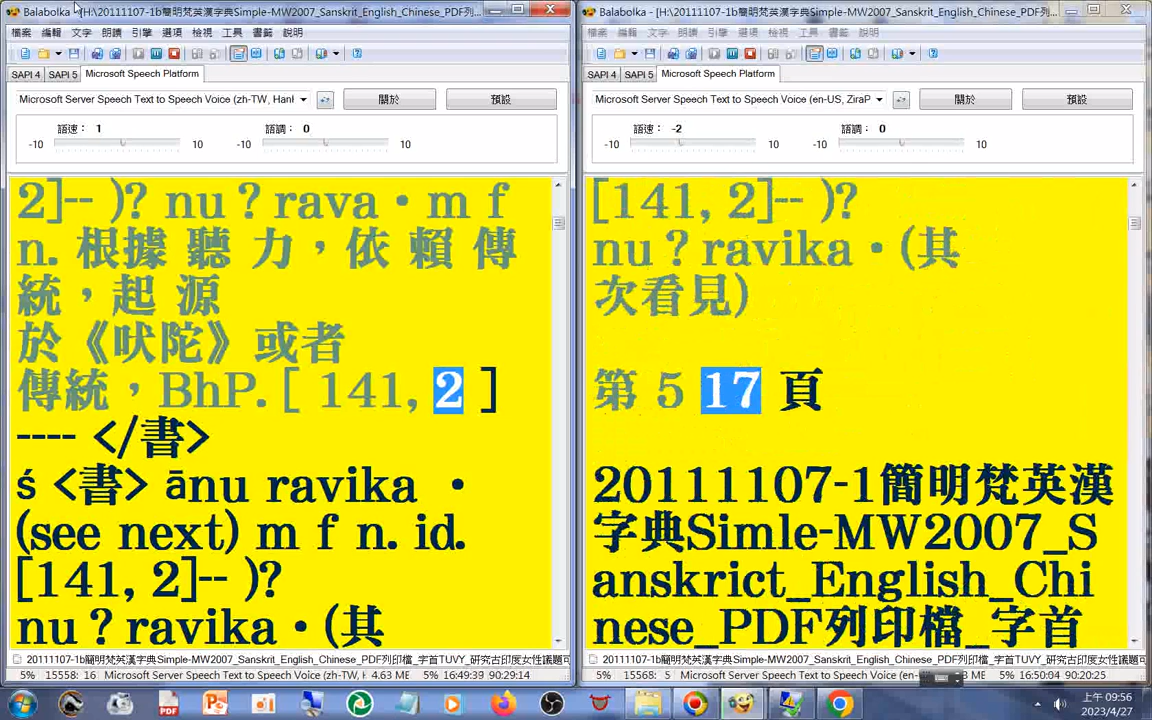 Balabolka - [H:\20111107-1b簡明梵英漢字典Simple-MW2007_Sanskrit_English_Chinese_PDF列...
檔案 編輯 文字 朗讀 引擎 選項 檢視 工具 書籤 說明
SAPI 4 SAPI 5 Microsoft Speech Platform
Microsoft Server Speech Text to Speech Voice (zh-TW, Hanl
關於 預設
語速： 1 語調： 0
-10 10 -10 10
2]-- )? nu？rava•m f
n. 根據 聽 力，依 賴 傳
統，起 源
於《吠陀》或者
傳統，BhP. [ 141, 2 ]
---- </書>
ś <書> ānu ravika •
(see next) m f n. id.
[141, 2]-- )?
nu？ravika•(其
20111107-1b簡明梵英漢字典Simple-MW2007_Sanskrit_English_Chinese_PDF列印檔_字首TUVY_研究古印度女性議題可
5% 15558: 16 Microsoft Server Speech Text to Speech Voice (zh-TW, H 4.63 ME 5% 16:49:39 90:29:14
Balabolka - [H:\20111107-1b簡明梵英漢字典Simple-MW2007_Sanskrit_English_Chinese_PDF列印...
檔案 編輯 文字 朗讀 引擎 選項 檢視 工具 書籤 說明
SAPI 4 SAPI 5 Microsoft Speech Platform
Microsoft Server Speech Text to Speech Voice (en-US, ZiraP
關於 預設
語速： -2 語調： 0
-10 10 -10 10
[141, 2]-- )?
nu？ravika•(其
次看見)
第 5 17 頁
20111107-1簡明梵英漢
字典Simle-MW2007_S
anskrict_English_Chi
nese_PDF列印檔_字首
20111107-1b簡明梵英漢字典Simple-MW2007_Sanskrit_English_Chinese_PDF列印檔_字首TUVY_研究古印度女性議題可
5% 15568: 5 Microsoft Server Speech Text to Speech Voice 5% 16:50:04 90:20:25
上午 09:56
2023/4/27